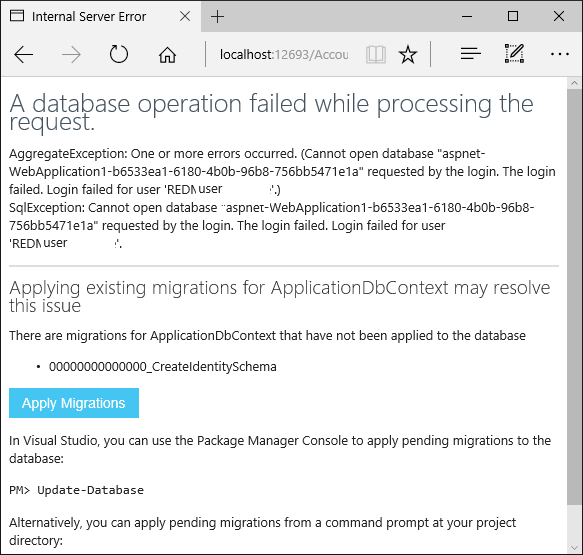 Internal Server Error
localhost:12693/Accou
A database operation failed while processing the
request.
AggregateException: One or more errors occurred. (Cannot open database "aspnet-
WebApplication1-b6533ea1-6180-4b0b-96b8-756bb5471e1a" requested by the login. The login
failed. Login failed for user 'REDMuser '.)
SqlException: Cannot open database "aspnet-WebApplication1-b6533ea1-6180-4b0b-96b8-
756bb5471e1a" requested by the login. The login failed. Login failed for user
'REDMuser '.
Applying existing migrations for ApplicationDbContext may resolve
this issue
There are migrations for ApplicationDbContext that have not been applied to the database
• 00000000000000_CreateIdentitySchema
Apply Migrations
In Visual Studio, you can use the Package Manager Console to apply pending migrations to the
database:
PM> Update-Database
Alternatively, you can apply pending migrations from a command prompt at your project
directory: